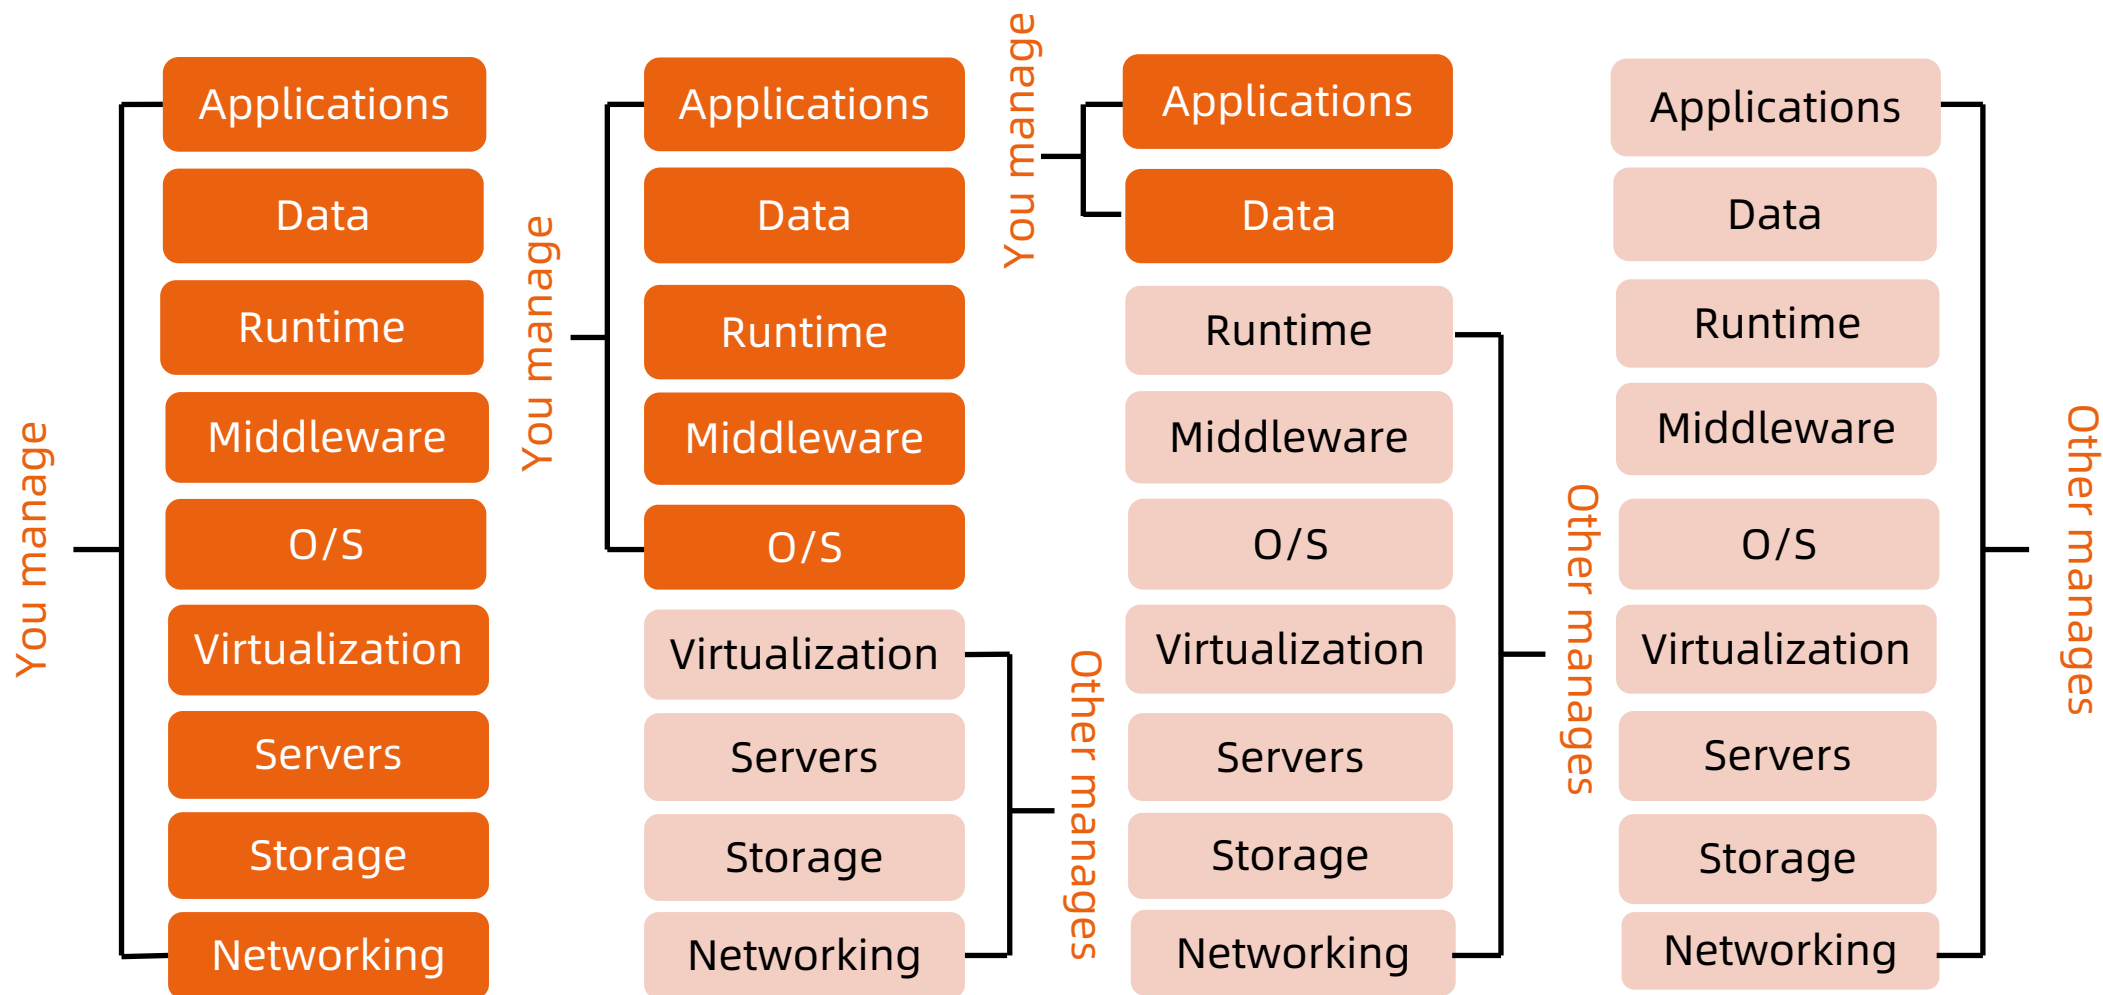 You manage
Applications
Data
Runtime
Middleware
O/S
Virtualization
Servers
Storage
Networking
You manage
Applications
Data
Runtime
Middleware
O/S
Virtualization
Servers
Storage
Networking
Other manages
You manage
Applications
Data
Runtime
Middleware
O/S
Virtualization
Servers
Storage
Networking
Other manages
Applications
Data
Runtime
Middleware
O/S
Virtualization
Servers
Storage
Networking
Other manages